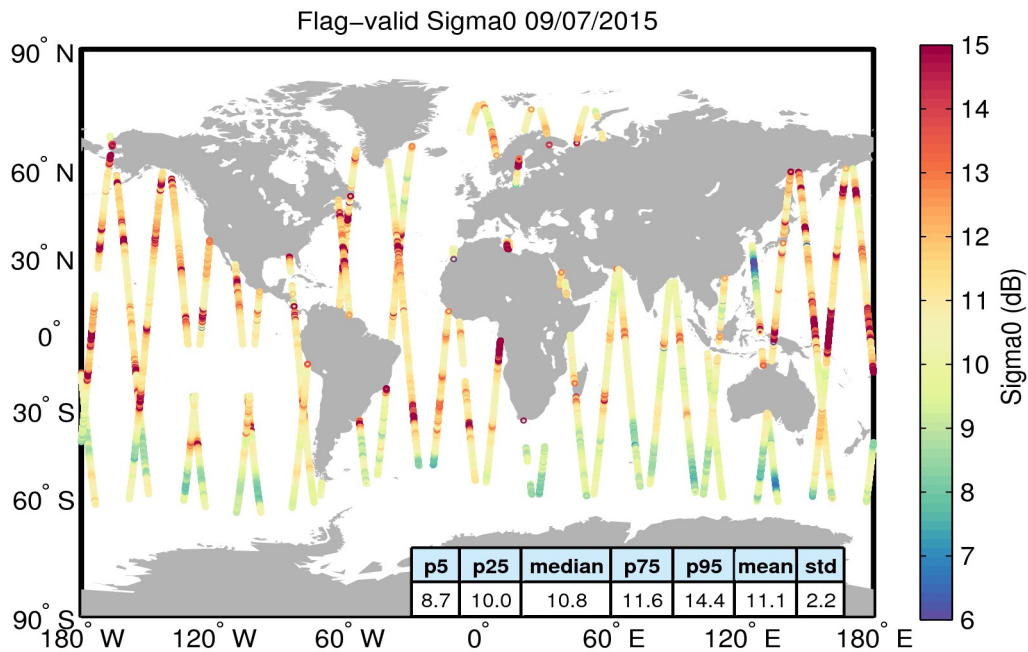 Flag−valid Sigma0 09/07/2015
90° N
60° N
30° N
0°
30° S
60° S
90° S
180° W
120° W
60° W
0°
60° E
120° E
180° E
p5 p25 median p75 p95 mean std
8.7 10.0 10.8 11.6 14.4 11.1 2.2
15
14
13
12
11
10
9
8
7
6
Sigma0 (dB)